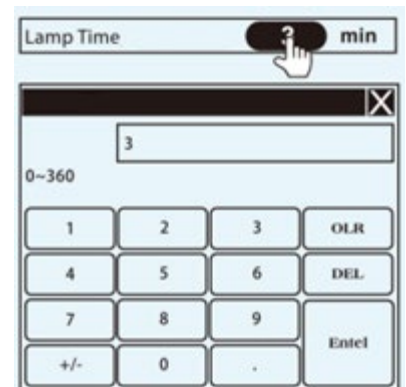 Lamp Time 3 min
X
3
0~360
1 2 3 OLR
4 5 6 DEL
7 8 9
Entel
+/- 0 .